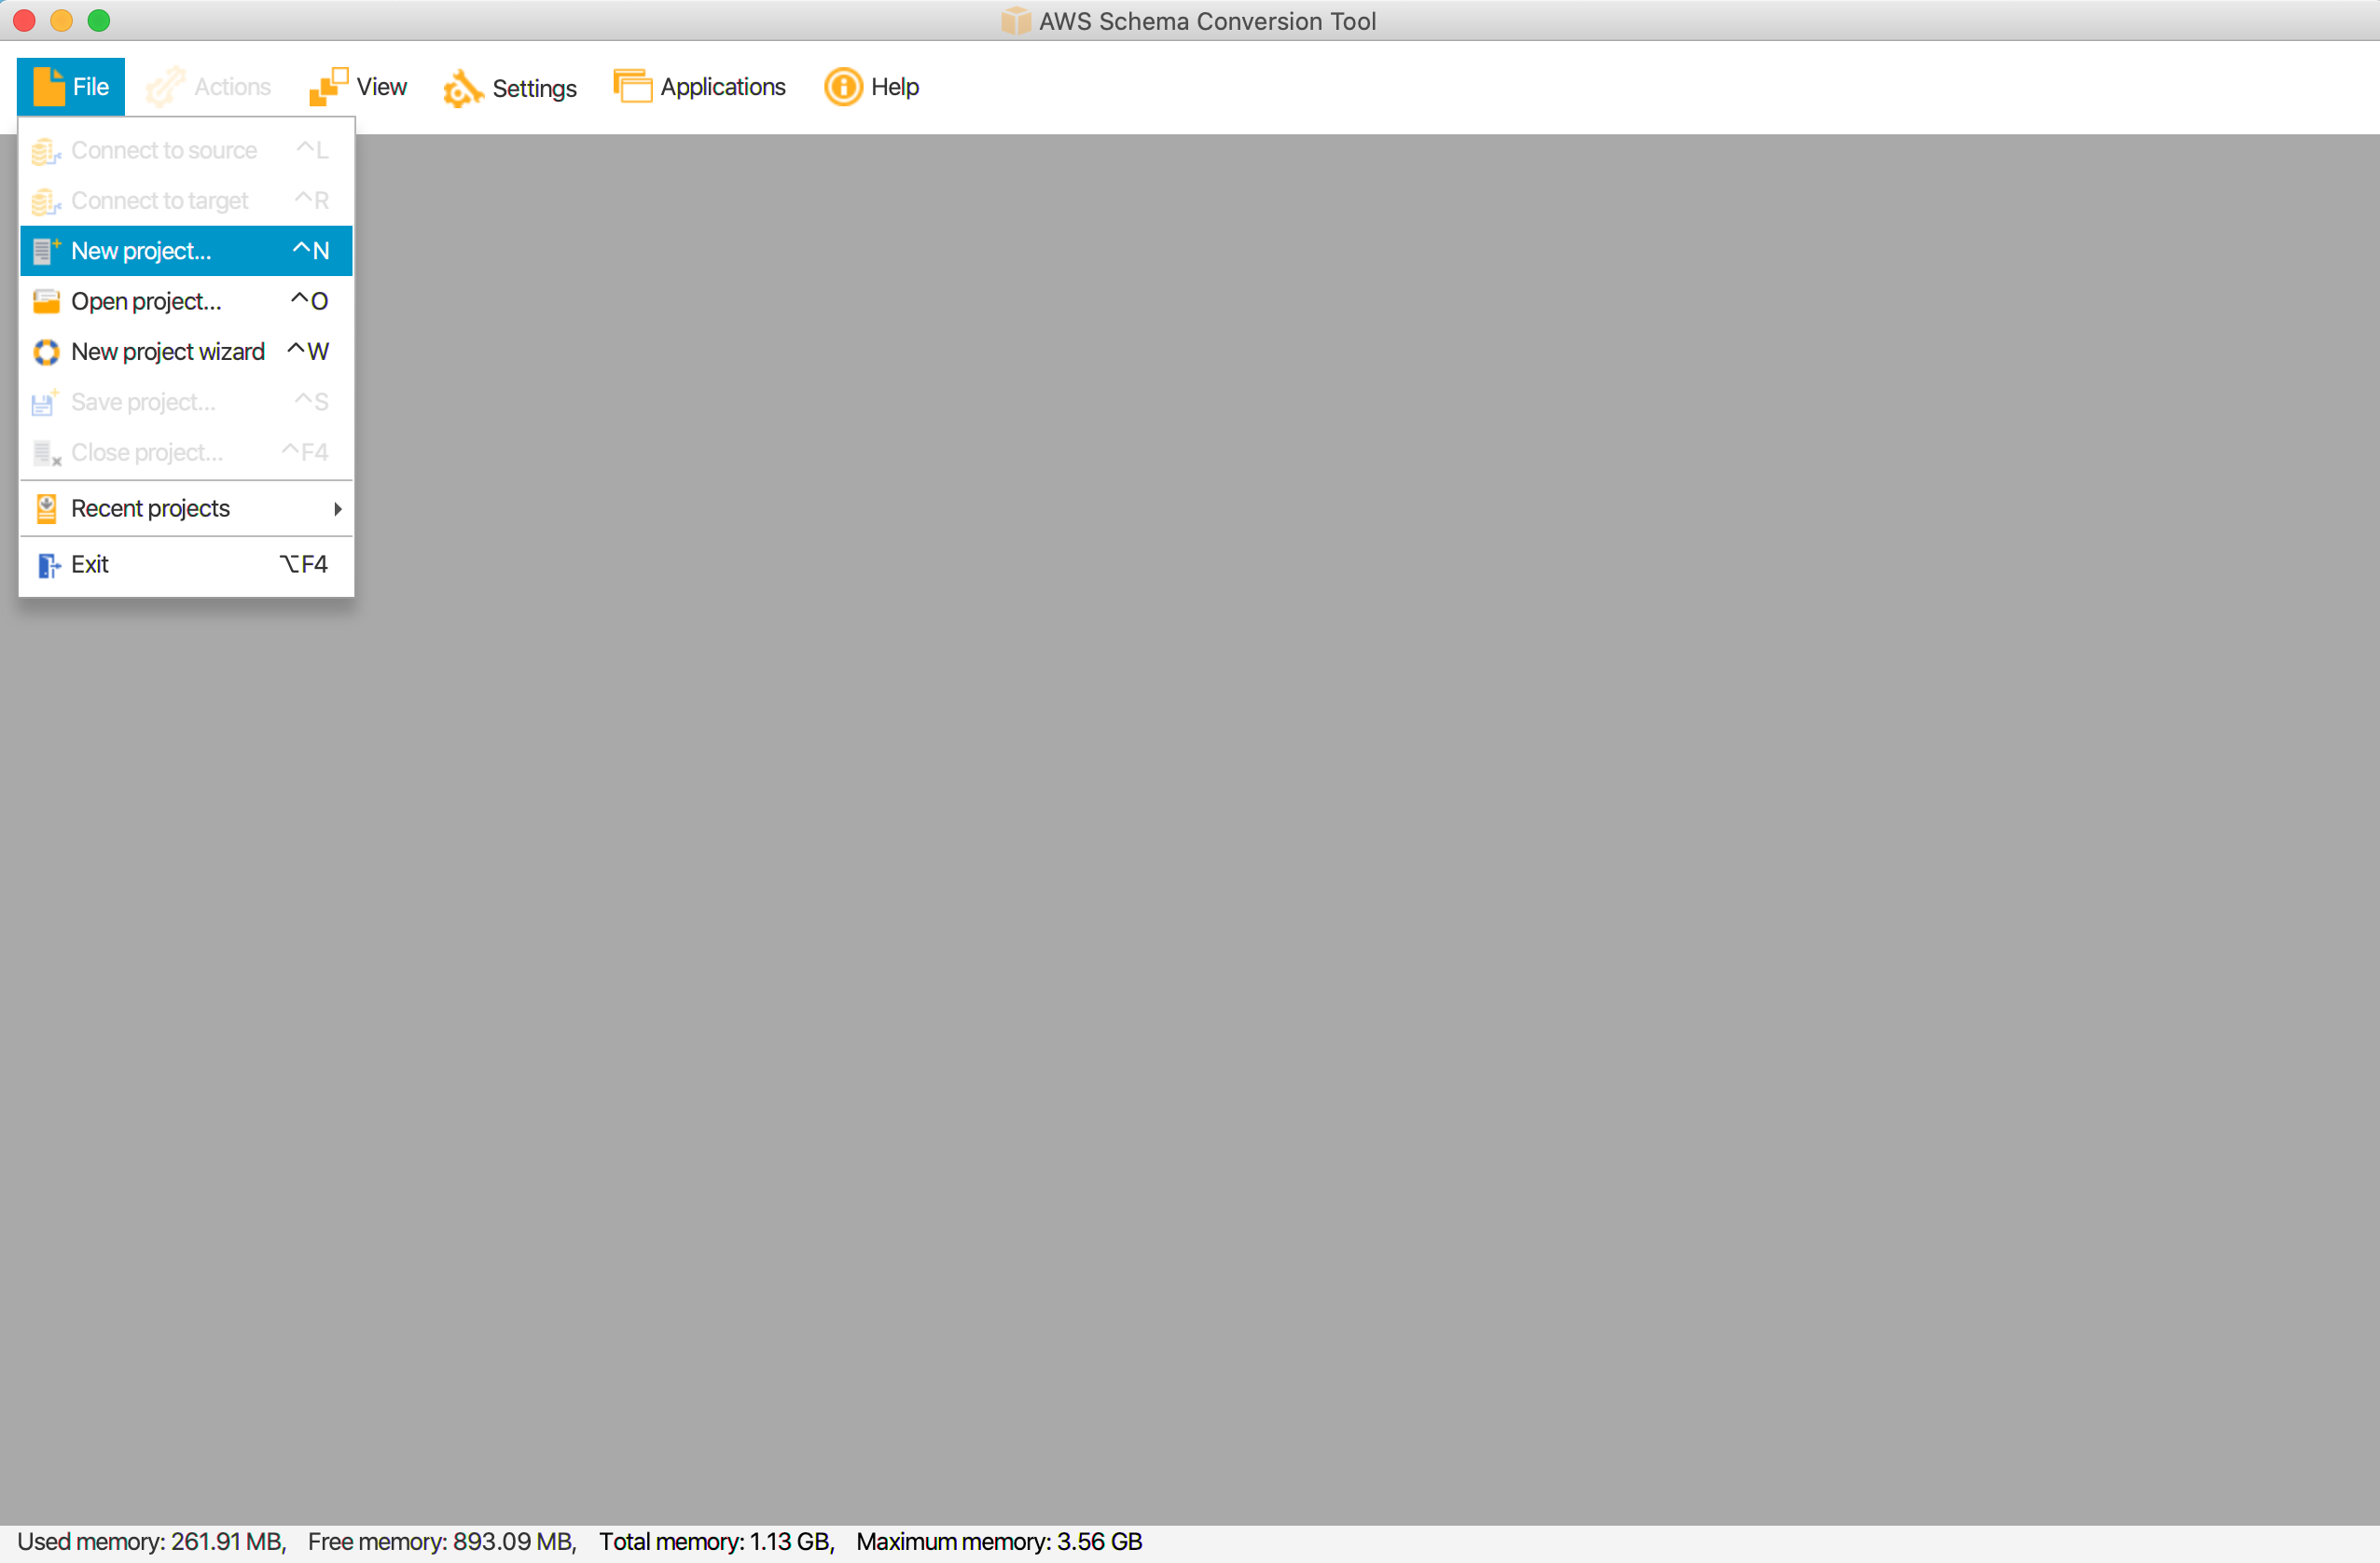 AWS Schema Conversion Tool
File Actions View Settings Applications Help
Connect to source ^L
Connect to target ^R
New project... ^N
Open project... ^O
New project wizard ^W
Save project... ^S
Close project... ^F4
Recent projects
Exit ⌥F4
Used memory: 261.91 MB, Free memory: 893.09 MB, Total memory: 1.13 GB, Maximum memory: 3.56 GB